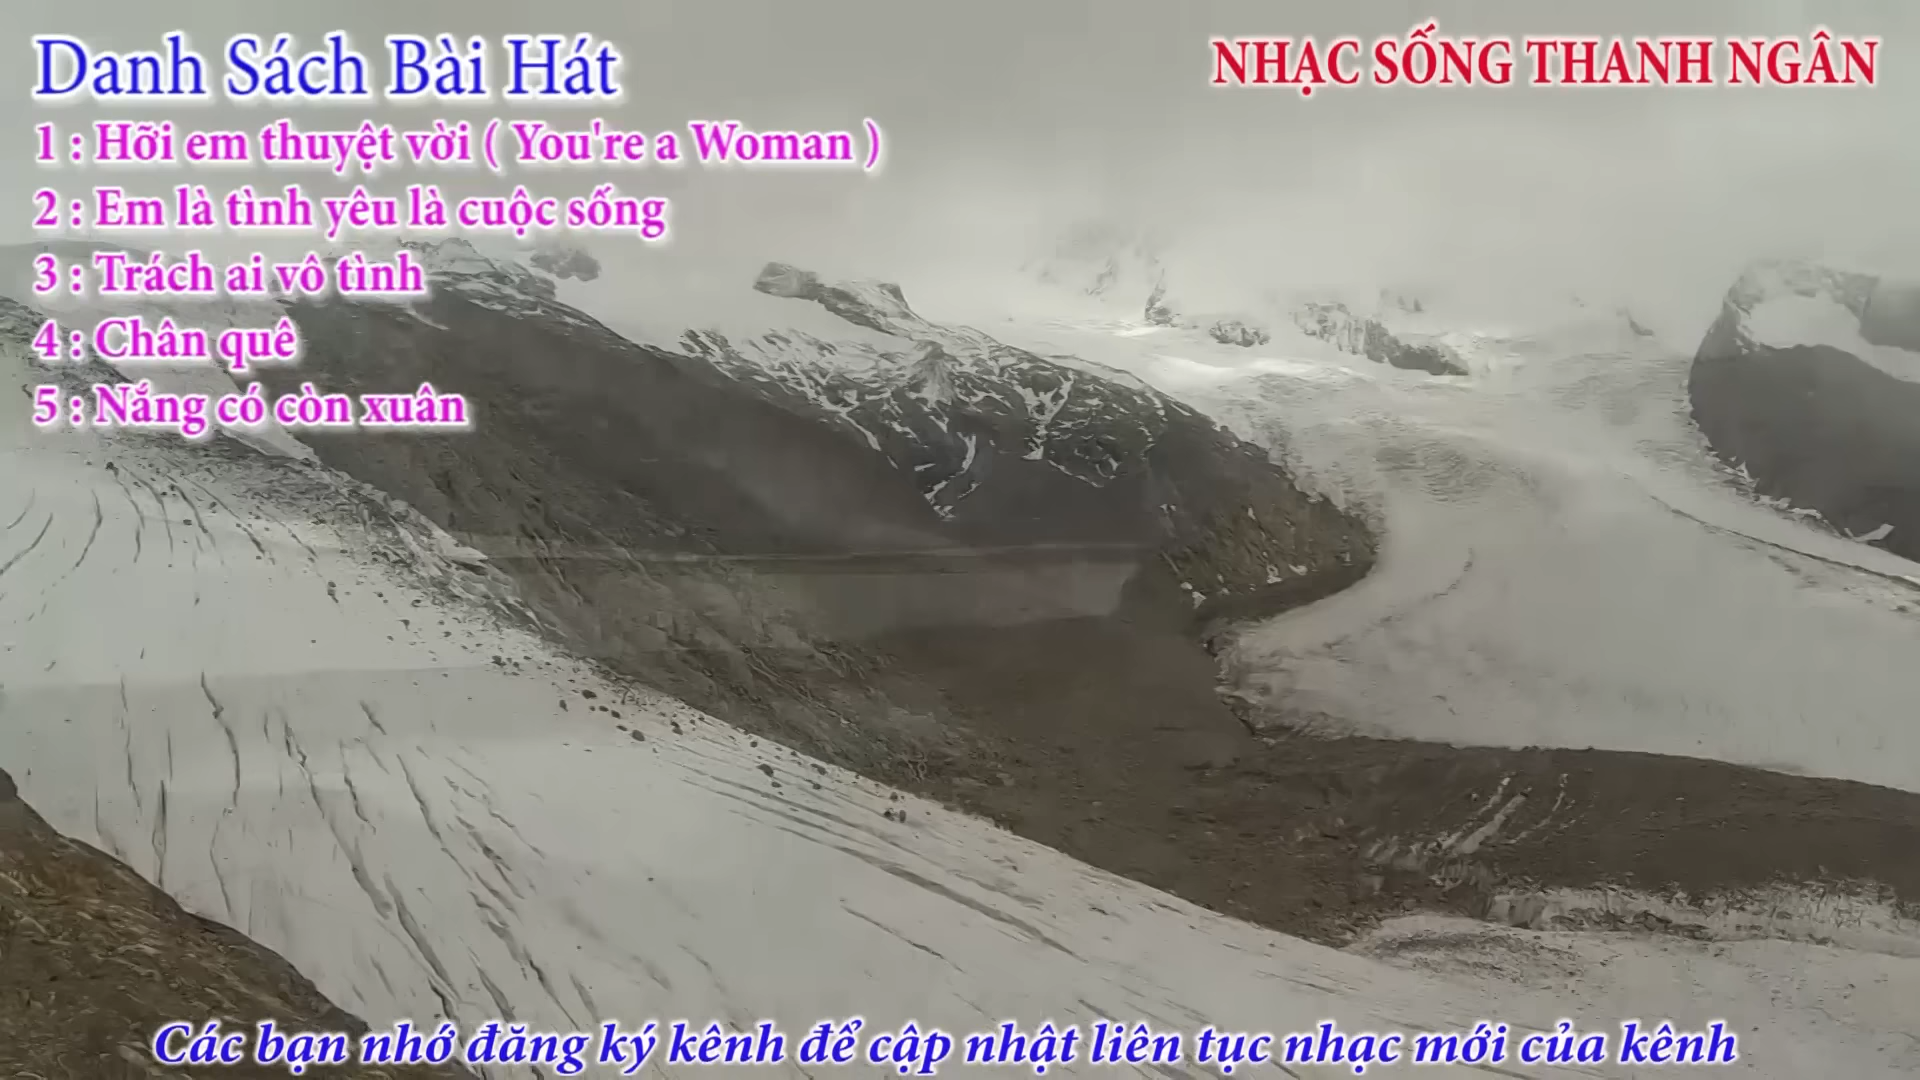 Danh Sách Bài Hát
NHẠC SỐNG THANH NGÂN
1 : Hỡi em thuyệt vời ( You're a Woman )
2 : Em là tình yêu là cuộc sống
3 : Trách ai vô tình
4 : Chân quê
5 : Nắng có còn xuân
Các bạn nhớ đăng ký kênh để cập nhật liên tục nhạc mới của kênh